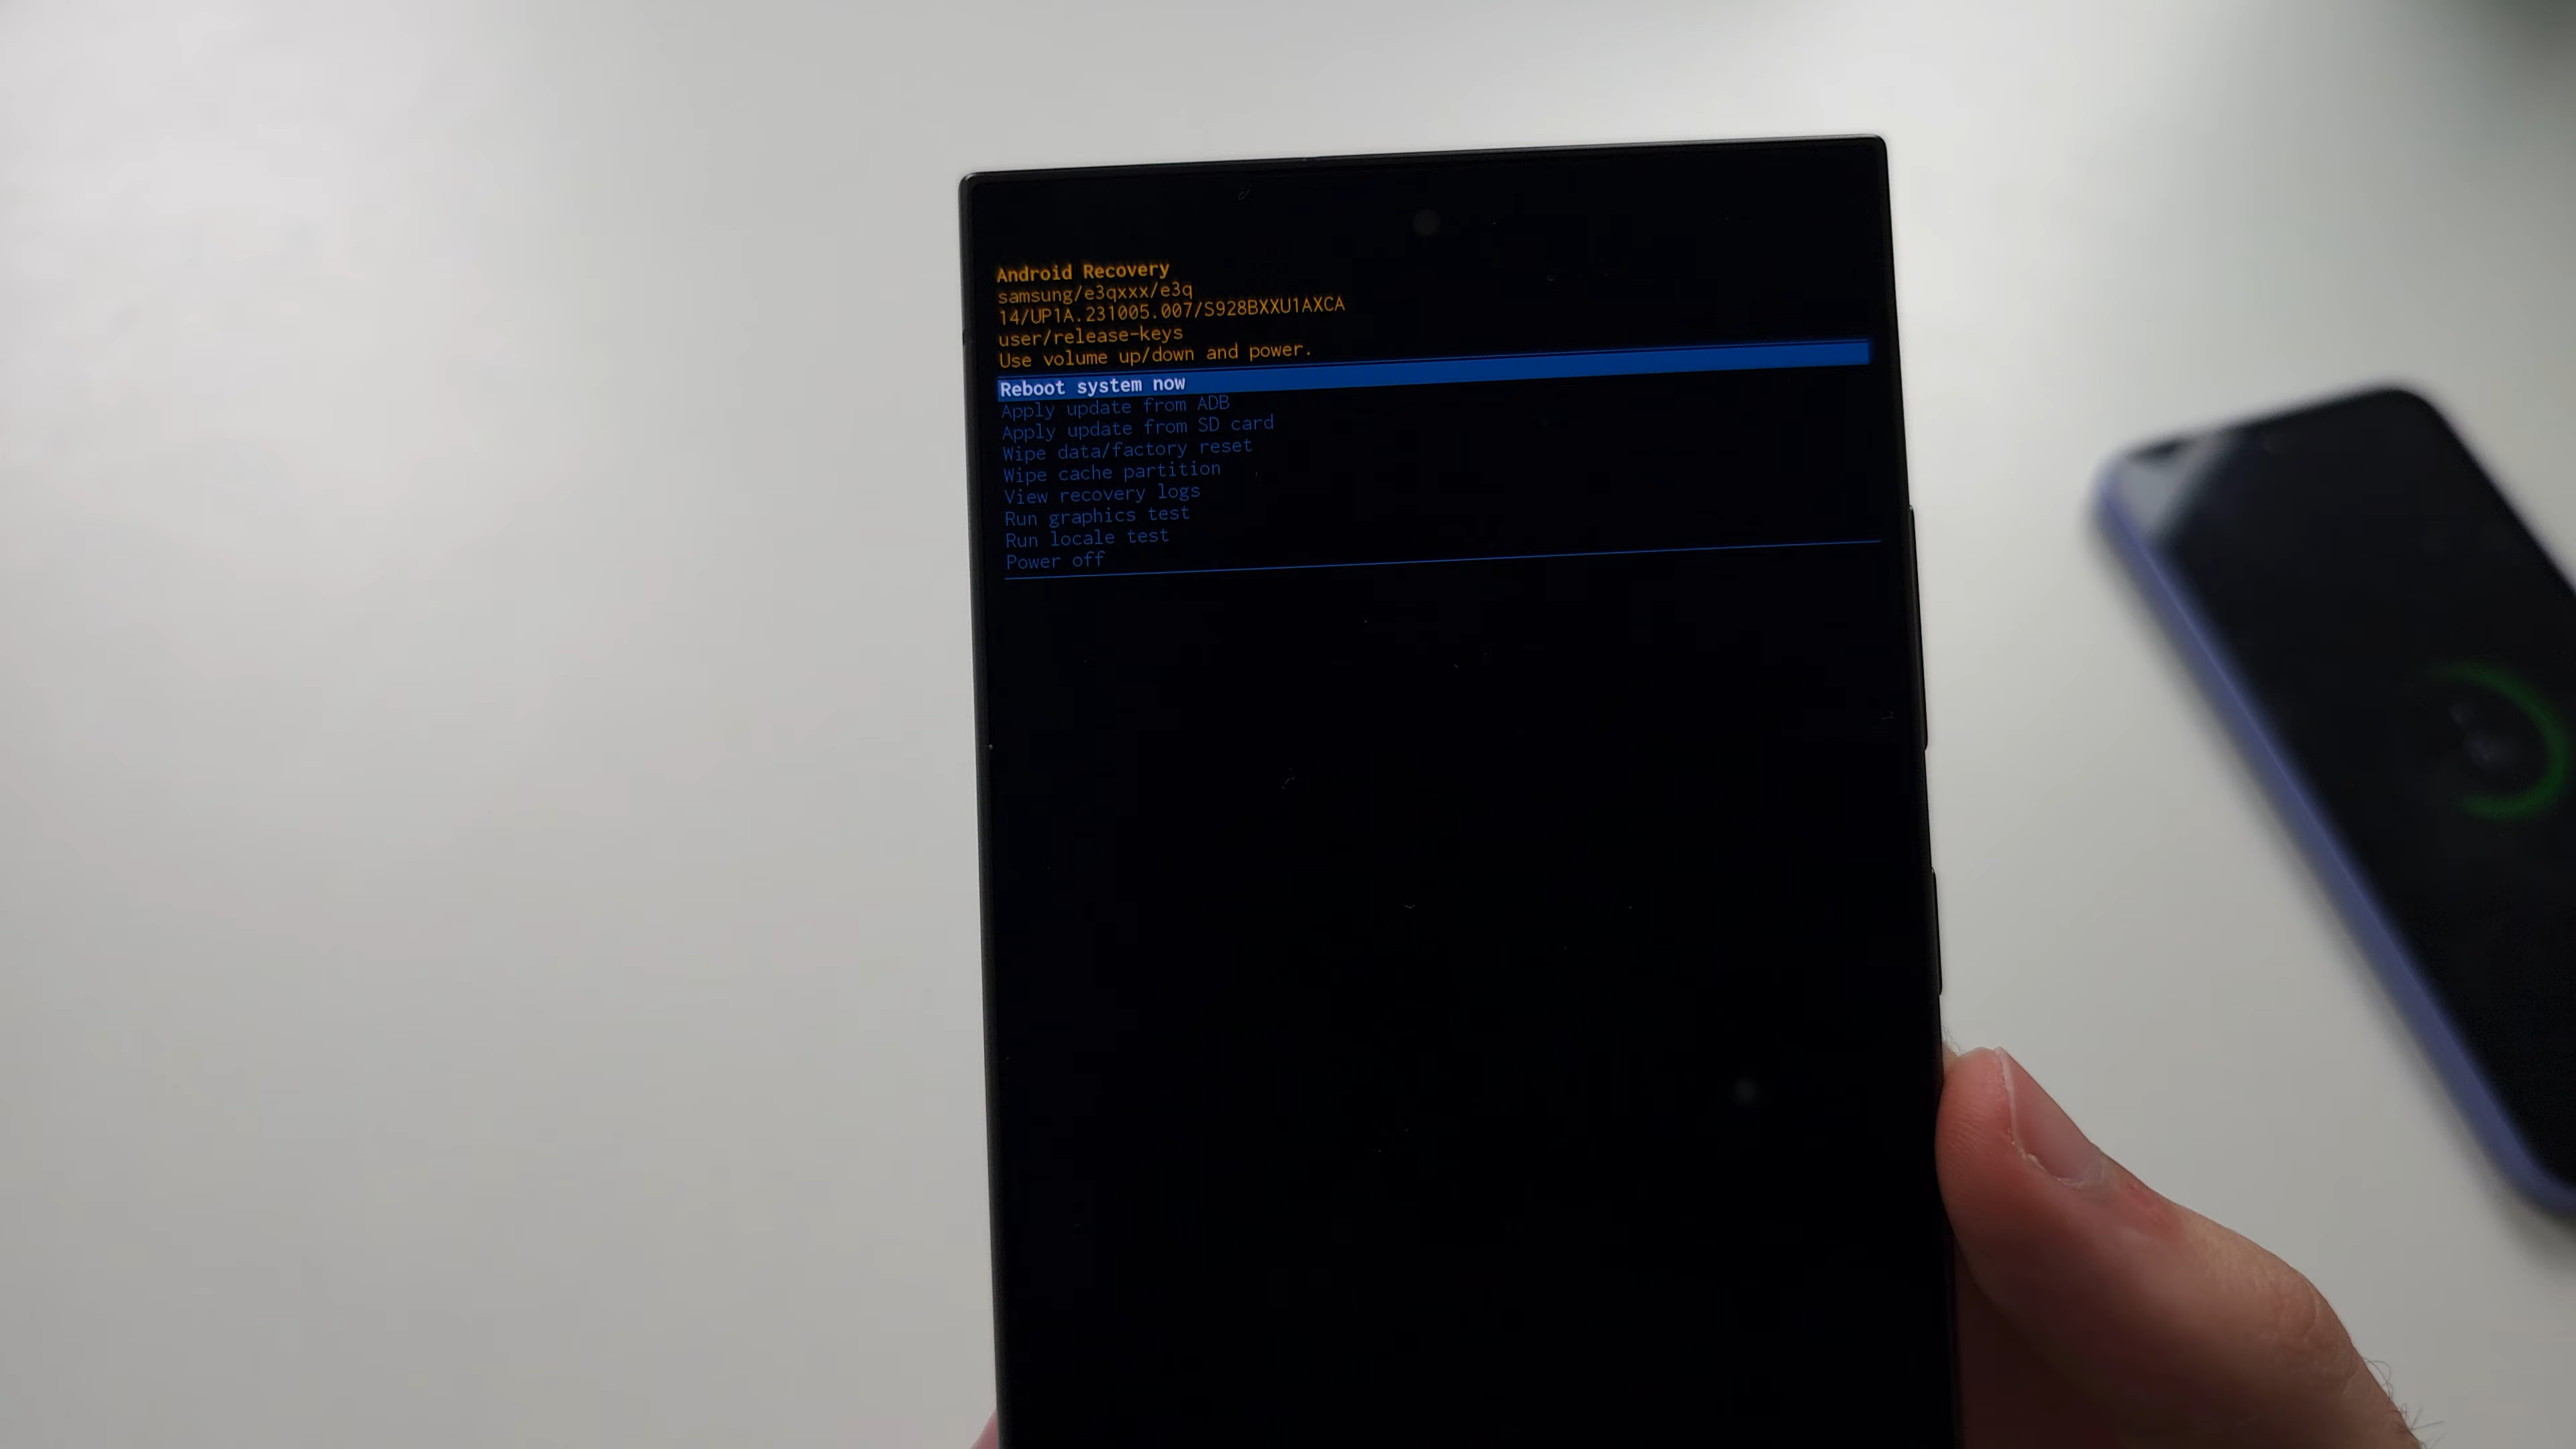 Android Recovery
samsung/e3qxxx/e3q
14/UP1A.231005.007/S928BXXU1AXCA
user/release-keys
Use volume up/down and power.
Reboot system now
Apply update from ADB
Apply update from SD card
Wipe data/factory reset
Wipe cache partition
View recovery logs
Run graphics test
Run locale test
Power off